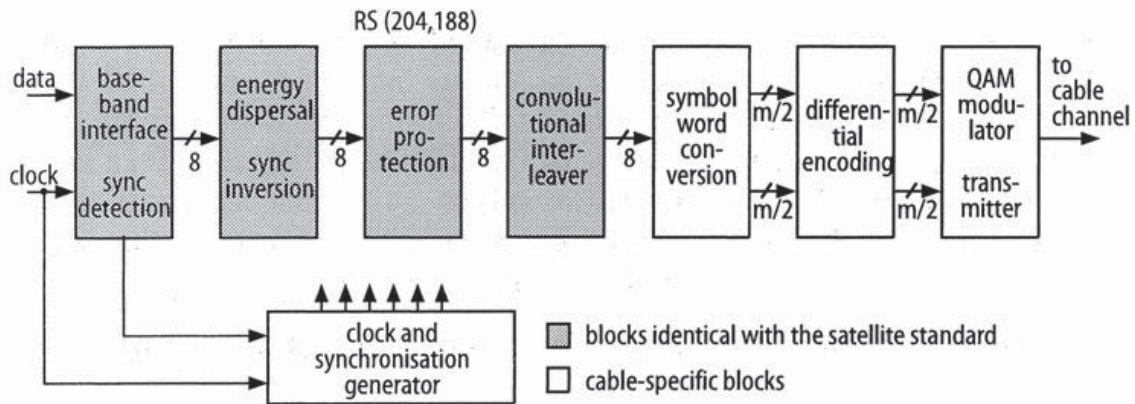 RS (204,188)
data
clock
base-
band
interface
sync
detection
8
energy
dispersal
sync
inversion
8
error
pro-
tection
8
convolu-
tional
inter-
leaver
8
symbol
word
con-
version
m/2
m/2
differen-
tial
encoding
m/2
m/2
QAM
modu-
lator
trans-
mitter
to
cable
channel
clock and
synchronisation
generator
blocks identical with the satellite standard
cable-specific blocks